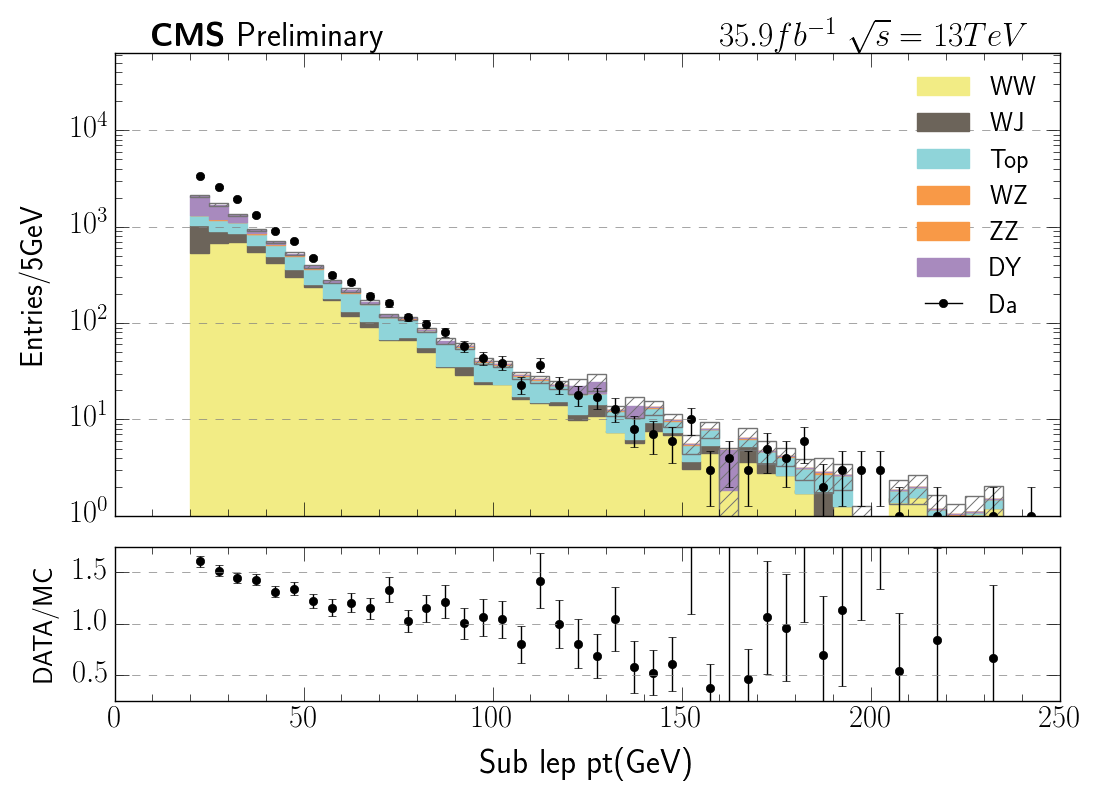 CMS Preliminary 35.9fb⁻¹ √s = 13TeV
WW
WJ
Top
WZ
ZZ
DY
Da
Entries/5GeV
10⁴
10³
10²
10¹
10⁰
DATA/MC
1.5
1.0
0.5
0 50 100 150 200 250
Sub lep pt(GeV)